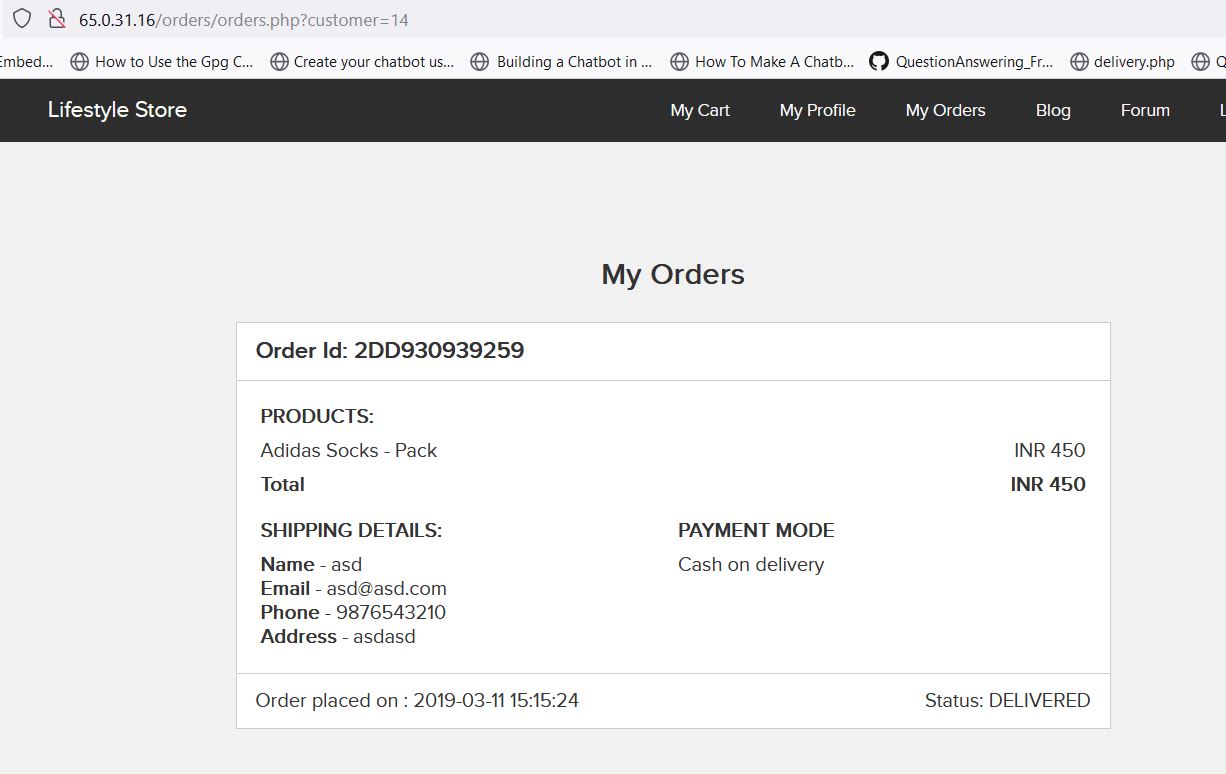 65.0.31.16/orders/orders.php?customer=14
Embed... How to Use the Gpg C... Create your chatbot us... Building a Chatbot in ... How To Make A Chatb... QuestionAnswering_Fr... delivery.php Q
Lifestyle Store My Cart My Profile My Orders Blog Forum L
My Orders
Order Id: 2DD930939259
PRODUCTS:
Adidas Socks - Pack INR 450
Total INR 450
SHIPPING DETAILS: PAYMENT MODE
Name - asd Cash on delivery
Email - asd@asd.com
Phone - 9876543210
Address - asdasd
Order placed on : 2019-03-11 15:15:24 Status: DELIVERED